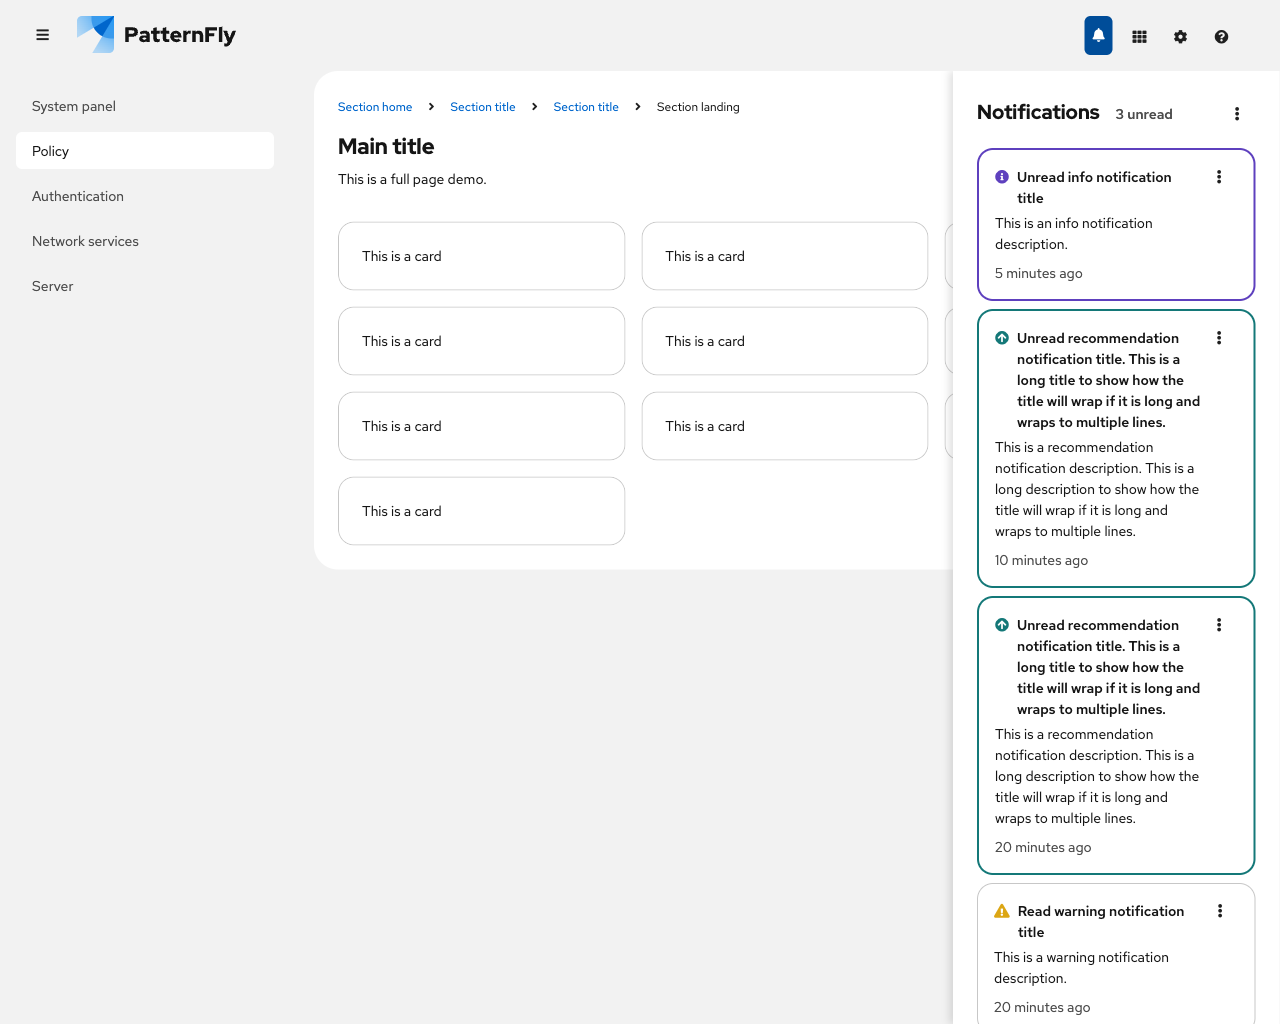 PatternFly
System panel
Policy
Authentication
Network services
Server
Section home
Section title
Section title
Section landing
Main title
This is a full page demo.
This is a card
This is a card
This is a card
This is a card
This is a card
This is a card
This is a card
Notifications
3 unread
Unread info notification
title
This is an info notification
description.
5 minutes ago
Unread recommendation
notification title. This is a
long title to show how the
title will wrap if it is long and
wraps to multiple lines.
This is a recommendation
notification description. This is a
long description to show how the
title will wrap if it is long and
wraps to multiple lines.
10 minutes ago
Unread recommendation
notification title. This is a
long title to show how the
title will wrap if it is long and
wraps to multiple lines.
This is a recommendation
notification description. This is a
long description to show how the
title will wrap if it is long and
wraps to multiple lines.
20 minutes ago
Read warning notification
title
This is a warning notification
description.
20 minutes ago